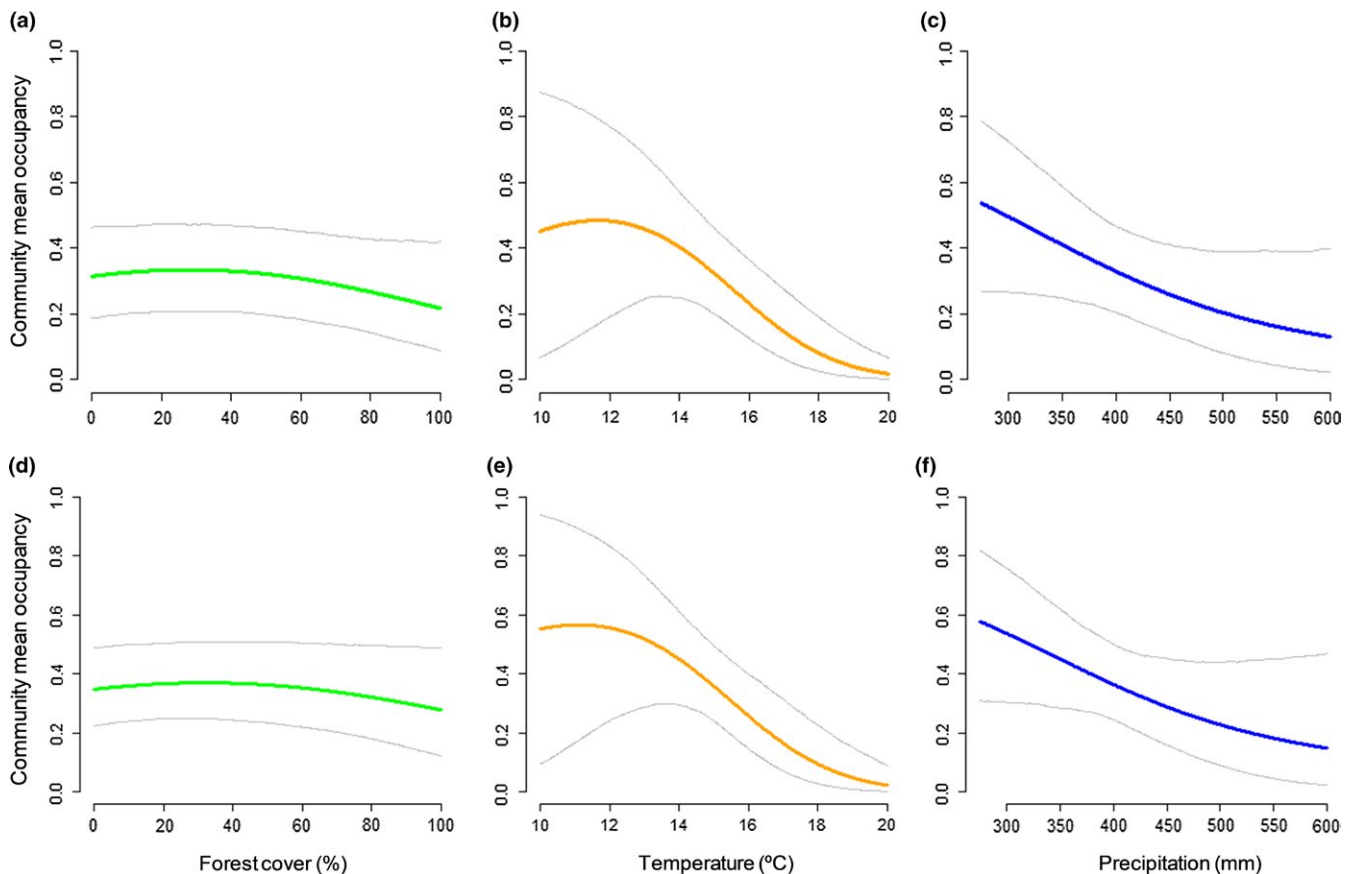 (a)
Community mean occupancy
0.0 0.2 0.4 0.6 0.8 1.0
0 20 40 60 80 100
(b)
0.0 0.2 0.4 0.6 0.8 1.0
10 12 14 16 18 20
(c)
0.0 0.2 0.4 0.6 0.8 1.0
300 350 400 450 500 550 600
(d)
Community mean occupancy
0.0 0.2 0.4 0.6 0.8 1.0
0 20 40 60 80 100
Forest cover (%)
(e)
0.0 0.2 0.4 0.6 0.8 1.0
10 12 14 16 18 20
Temperature (ºC)
(f)
0.0 0.2 0.4 0.6 0.8 1.0
300 350 400 450 500 550 600
Precipitation (mm)